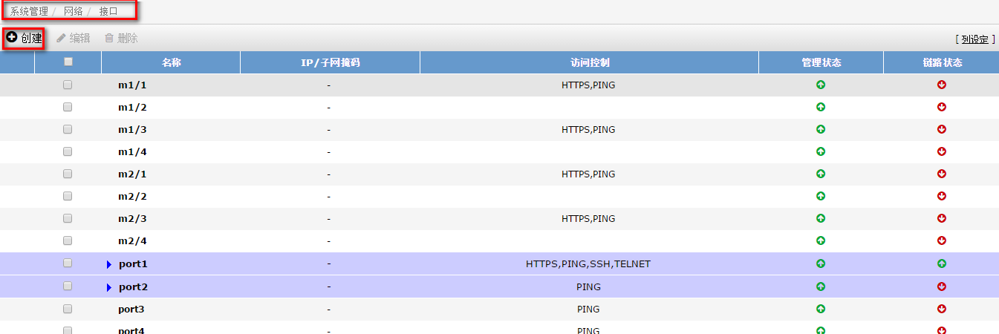 系统管理 / 网络 / 接口
创建 编辑 删除 [ 列设定 ]
名称 IP/子网掩码 访问控制 管理状态 链路状态
m1/1 - HTTPS,PING
m1/2 -
m1/3 - HTTPS,PING
m1/4 -
m2/1 - HTTPS,PING
m2/2 -
m2/3 - HTTPS,PING
m2/4 -
port1 - HTTPS,PING,SSH,TELNET
port2 - PING
port3 PING
port4 PING